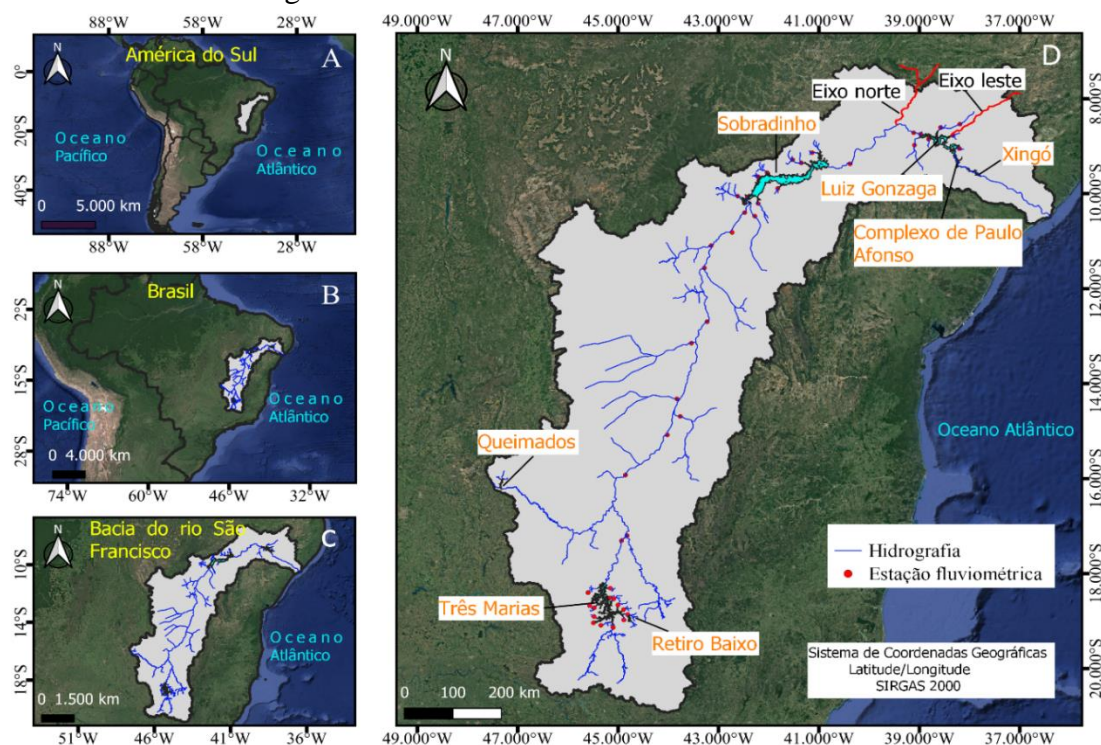 A
N
América do Sul
Oceano
Pacífico
Oceano
Atlântico
0 5.000 km
88°W 68°W 48°W 28°W
0°
20°S
40°S
88°W 68°W 48°W 28°W
B
N
Brasil
Oceano
Pacífico
Oceano
Atlântico
0 4.000 km
2°S
15°S
28°S
74°W 60°W 46°W 32°W
C
N
Bacia do rio São
Francisco
Oceano
Atlântico
0 1.500 km
10°S
14°S
18°S
51°W 46°W 41°W 36°W
49.000°W 47.000°W 45.000°W 43.000°W 41.000°W 39.000°W 37.000°W
D
N
Eixo norte
Eixo leste
Sobradinho
Xingó
Luiz Gonzaga
Complexo de Paulo
Afonso
Queimados
Oceano Atlântico
Três Marias
Retiro Baixo
Hidrografia
Estação fluviométrica
Sistema de Coordenadas Geográficas
Latitude/Longitude
SIRGAS 2000
0 100 200 km
8.000°S
10.000°S
12.000°S
14.000°S
16.000°S
18.000°S
20.000°S
49.000°W 47.000°W 45.000°W 43.000°W 41.000°W 39.000°W 37.000°W